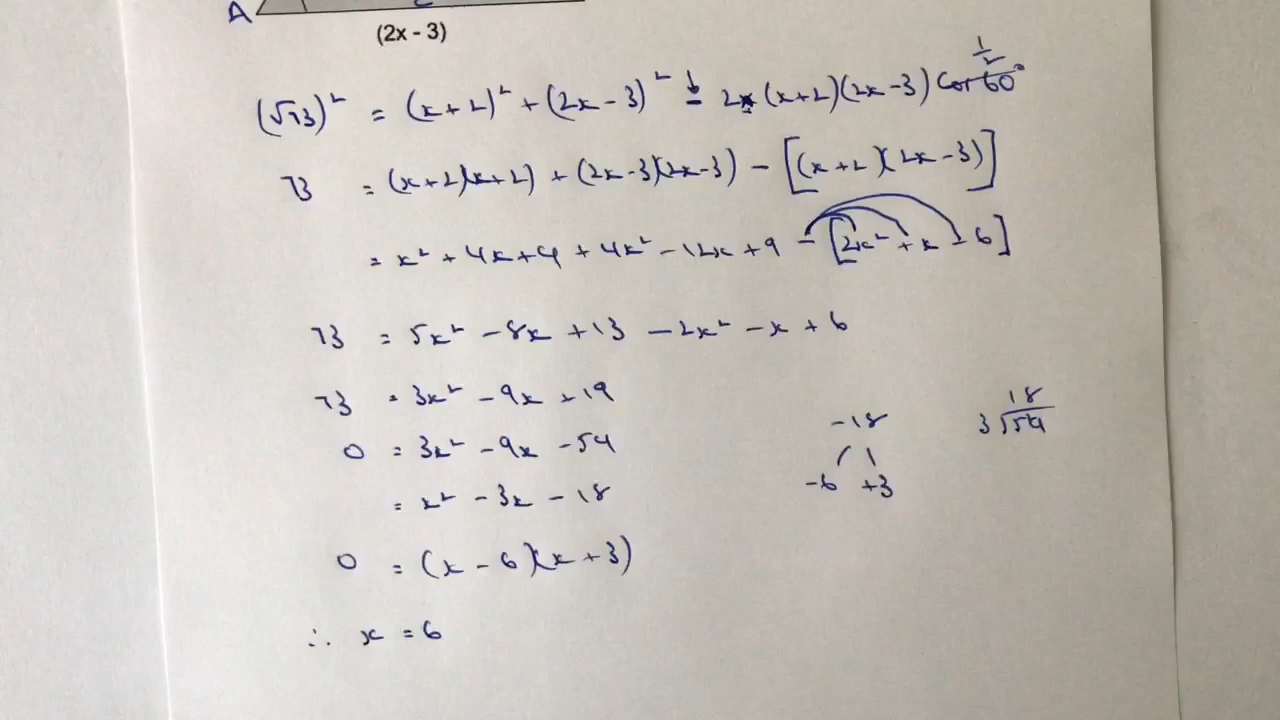 A
(2x - 3)
(√73)² = (x+2)² + (2x-3)² - 2×(x+2)(2x-3) Cos 60° 1/2
73 = (x+2)(x+2) + (2x-3)(2x-3) - [(x+2)(2x-3)]
= x² + 4x + 4 + 4x² - 12x + 9 - [2x² + x - 6]
73 = 5x² - 8x + 13 - 2x² - x + 6
73 = 3x² - 9x + 19
0 = 3x² - 9x - 54
= x² - 3x - 18
0 = (x - 6)(x + 3)
∴ x = 6
-18
-6 +3
18
3√54